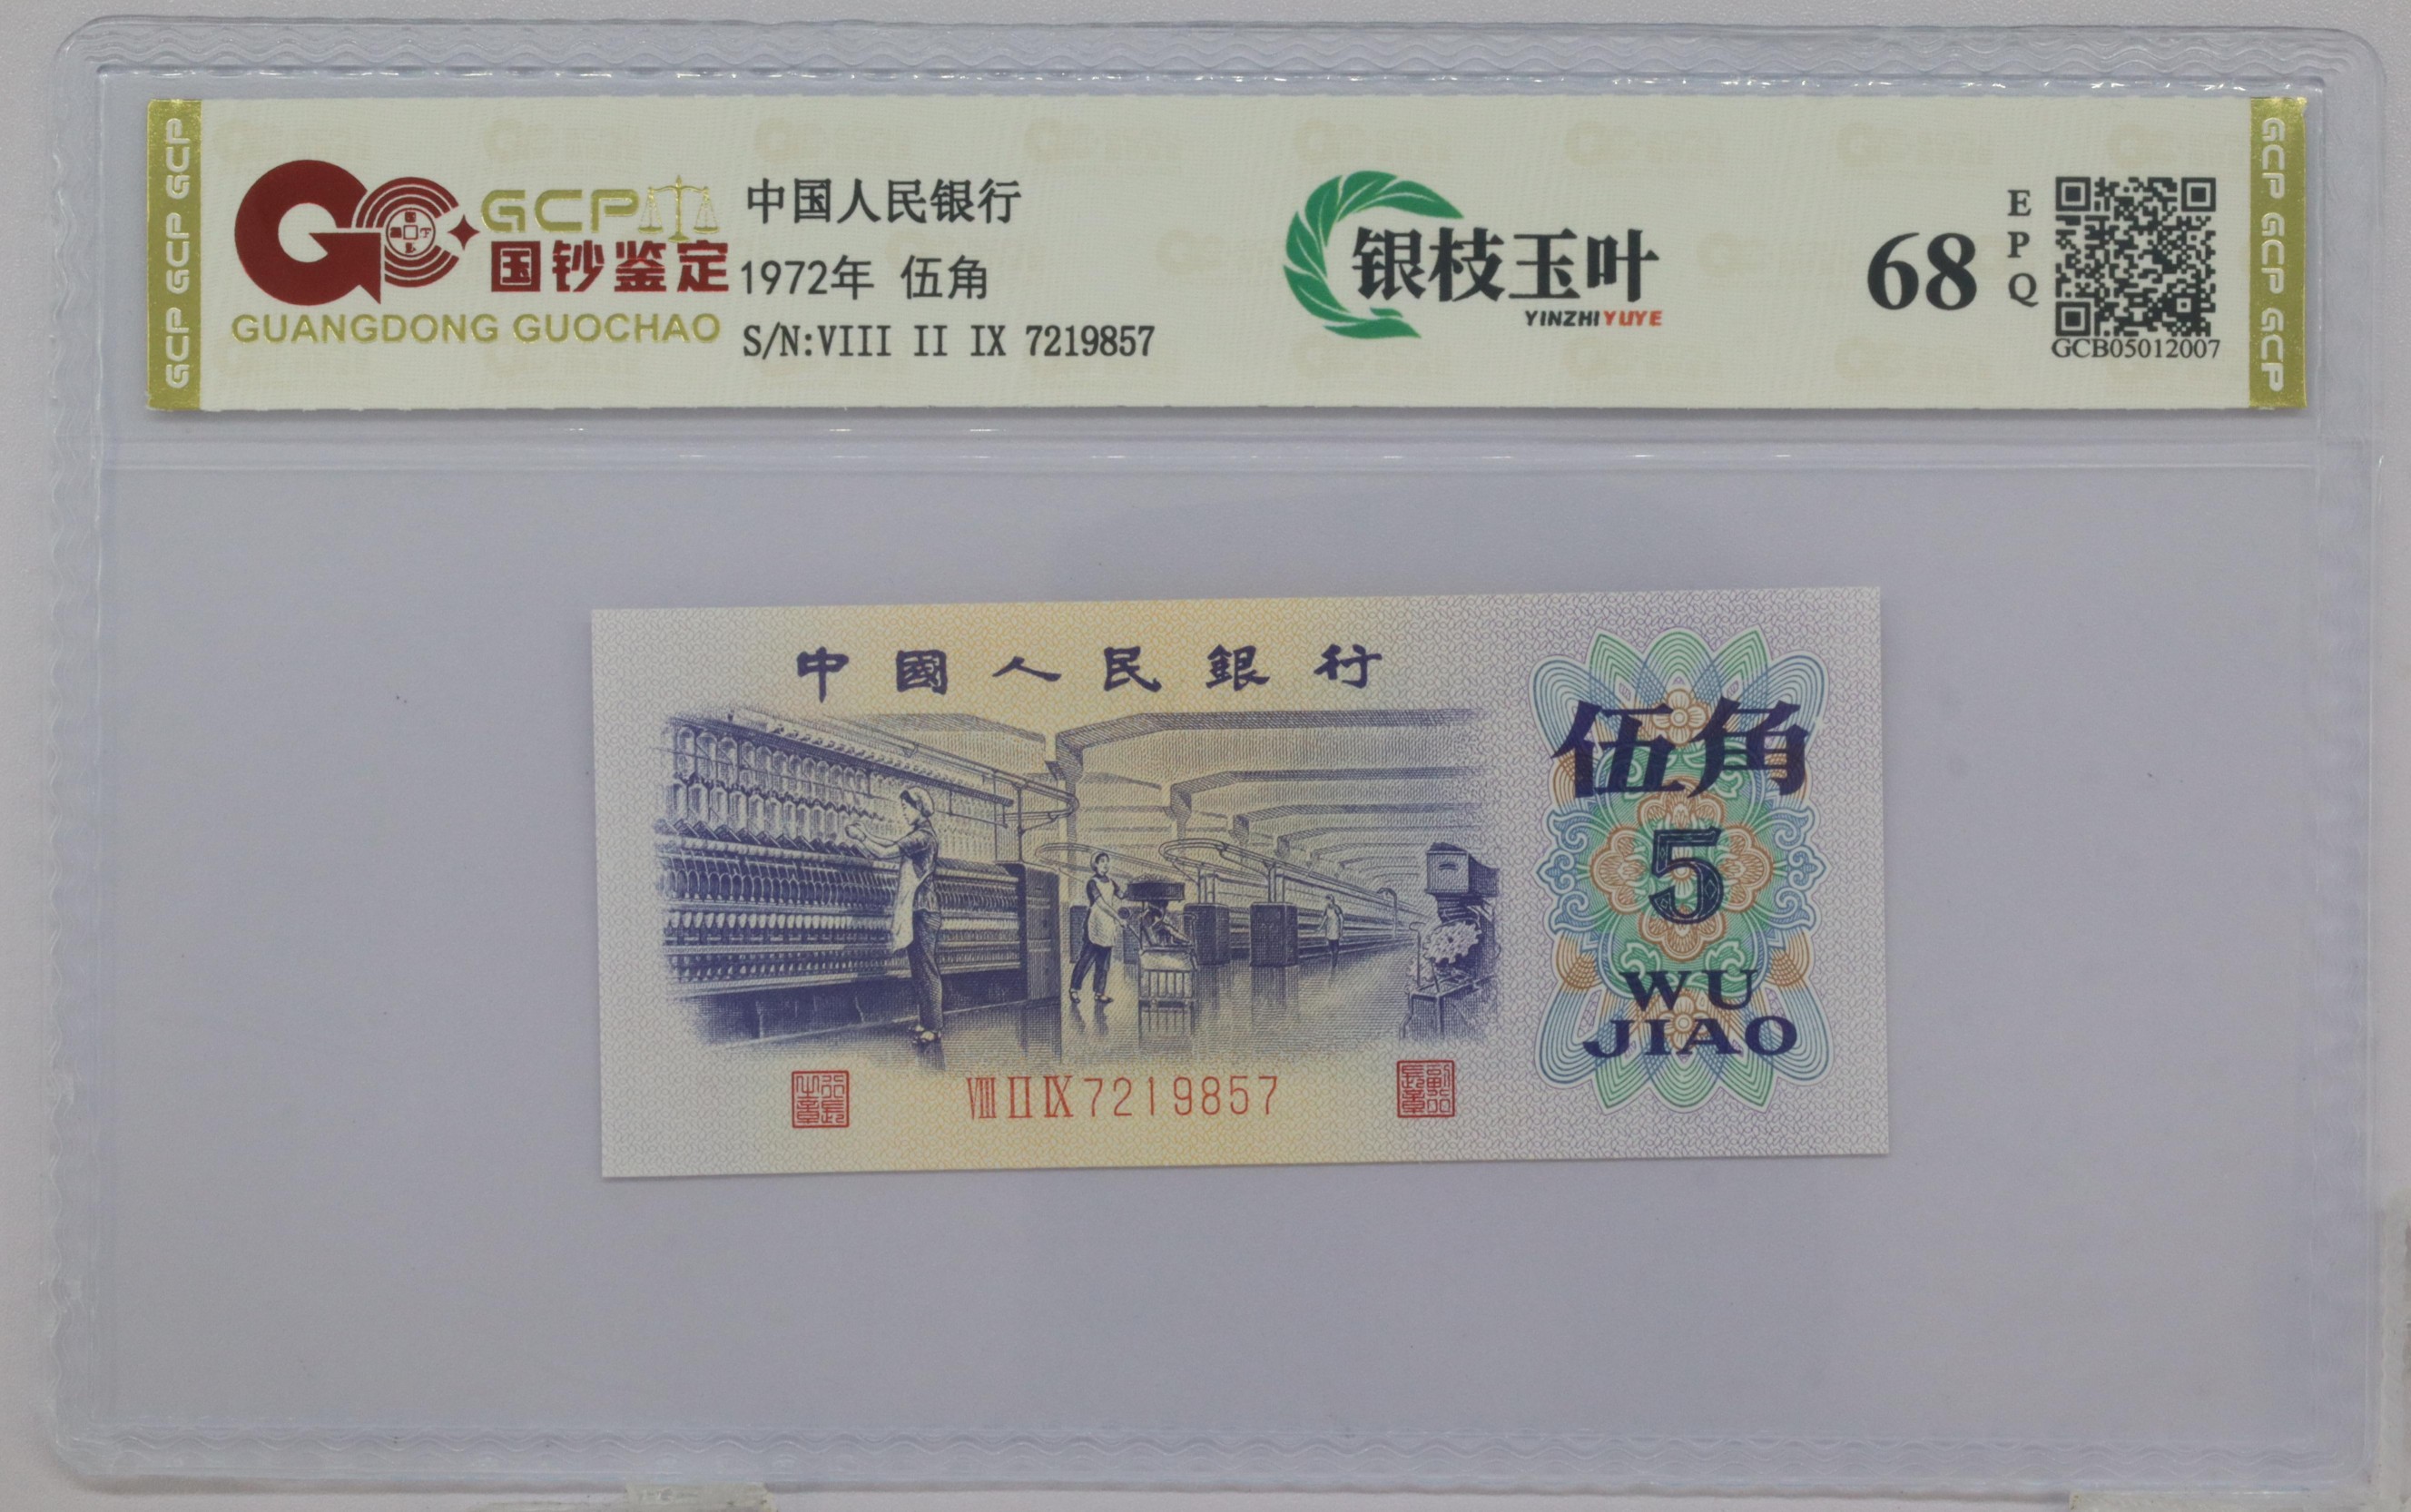 GCP GCP GCP
GCP
国钞鉴定
GUANGDONG GUOCHAO
中国人民银行
1972年 伍角
S/N:VIII II IX 7219857
银枝玉叶
YINZHIYUYE
68
EPQ
GCB05012007
GCP GCP GCP
中國人民銀行
伍角
5
WU
JIAO
VIII II IX 7219857